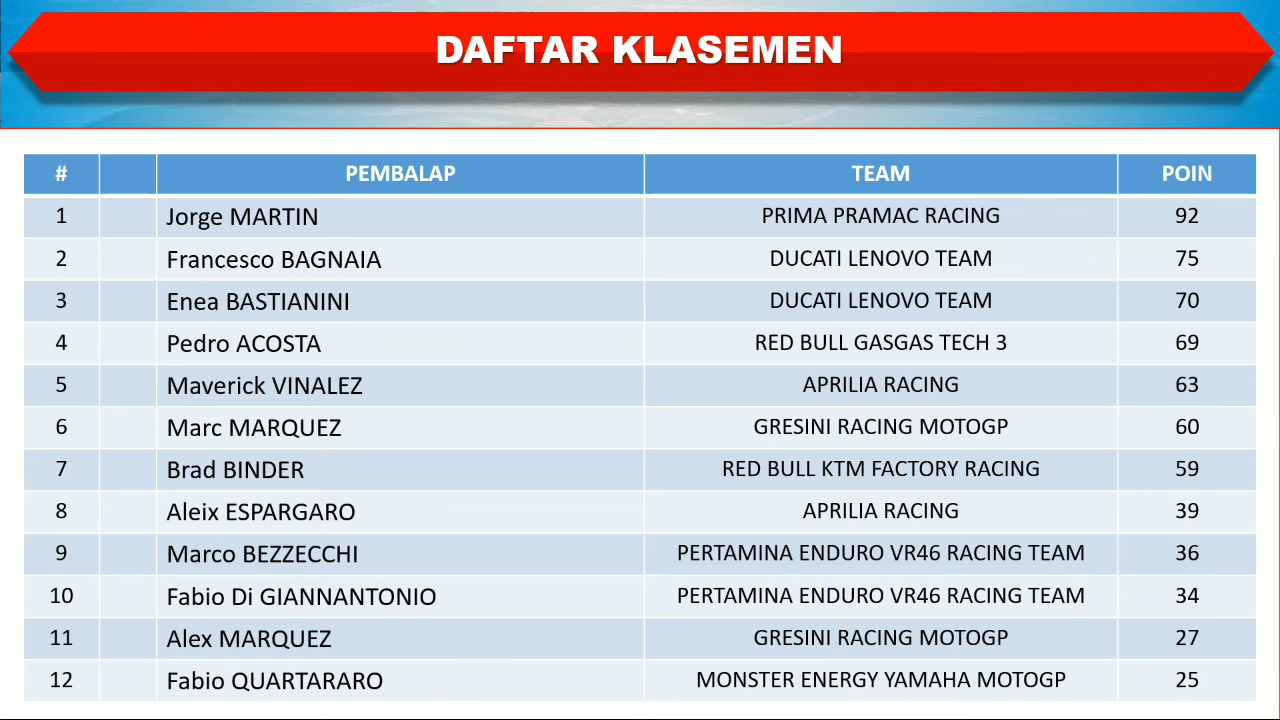 DAFTAR KLASEMEN
# PEMBALAP TEAM POIN
1 Jorge MARTIN PRIMA PRAMAC RACING 92
2 Francesco BAGNAIA DUCATI LENOVO TEAM 75
3 Enea BASTIANINI DUCATI LENOVO TEAM 70
4 Pedro ACOSTA RED BULL GASGAS TECH 3 69
5 Maverick VINALEZ APRILIA RACING 63
6 Marc MARQUEZ GRESINI RACING MOTOGP 60
7 Brad BINDER RED BULL KTM FACTORY RACING 59
8 Aleix ESPARGARO APRILIA RACING 39
9 Marco BEZZECCHI PERTAMINA ENDURO VR46 RACING TEAM 36
10 Fabio Di GIANNANTONIO PERTAMINA ENDURO VR46 RACING TEAM 34
11 Alex MARQUEZ GRESINI RACING MOTOGP 27
12 Fabio QUARTARARO MONSTER ENERGY YAMAHA MOTOGP 25